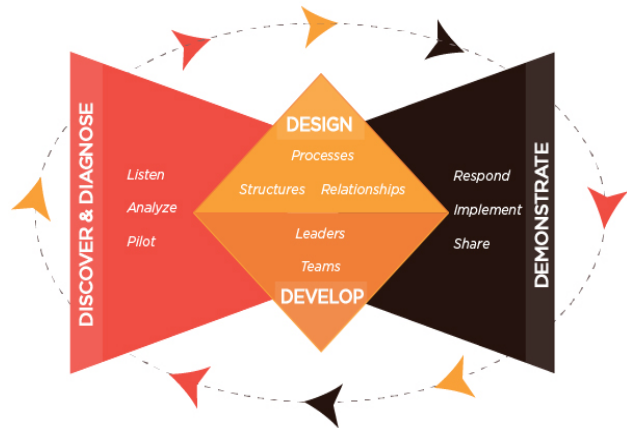 DISCOVER & DIAGNOSE
Listen
Analyze
Pilot
DESIGN
Processes
Structures Relationships
Leaders
Teams
DEVELOP
Respond
Implement
Share
DEMONSTRATE